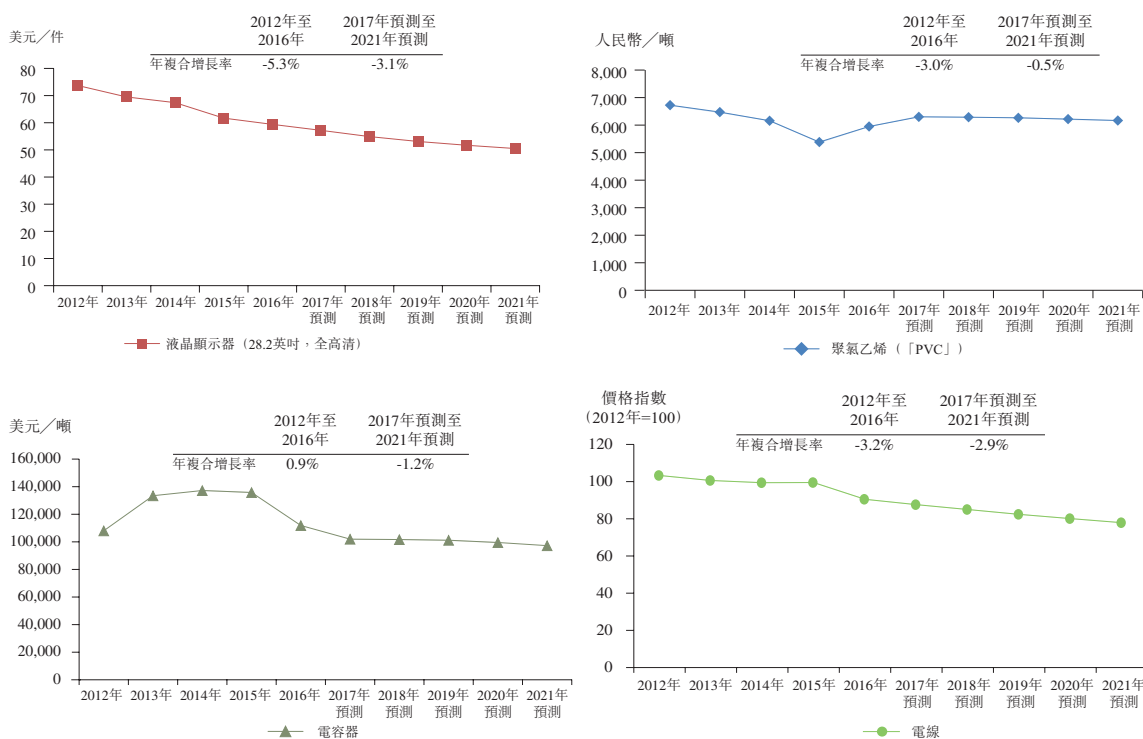 美元／件
2012年至 2017年預測至
2016年 2021年預測
年複合增長率 -5.3% -3.1%
80
70
60
50
40
30
20
10
0
2012年 2013年 2014年 2015年 2016年 2017年 2018年 2019年 2020年 2021年
預測 預測 預測 預測 預測
液晶顯示器（28.2英吋，全高清）
人民幣／噸
2012年至 2017年預測至
2016年 2021年預測
年複合增長率 -3.0% -0.5%
8,000
7,000
6,000
5,000
4,000
3,000
2,000
1,000
0
2012年 2013年 2014年 2015年 2016年 2017年 2018年 2019年 2020年 2021年
預測 預測 預測 預測 預測
聚氯乙烯（「PVC」）
美元／噸
2012年至 2017年預測至
2016年 2021年預測
年複合增長率 0.9% -1.2%
160,000
140,000
120,000
100,000
80,000
60,000
40,000
20,000
0
2012年 2013年 2014年 2015年 2016年 2017年 2018年 2019年 2020年 2021年
預測 預測 預測 預測 預測
電容器
價格指數
(2012年=100)
2012年至 2017年預測至
2016年 2021年預測
年複合增長率 -3.2% -2.9%
120
100
80
60
40
20
0
2012年 2013年 2014年 2015年 2016年 2017年 2018年 2019年 2020年 2021年
預測 預測 預測 預測 預測
電線